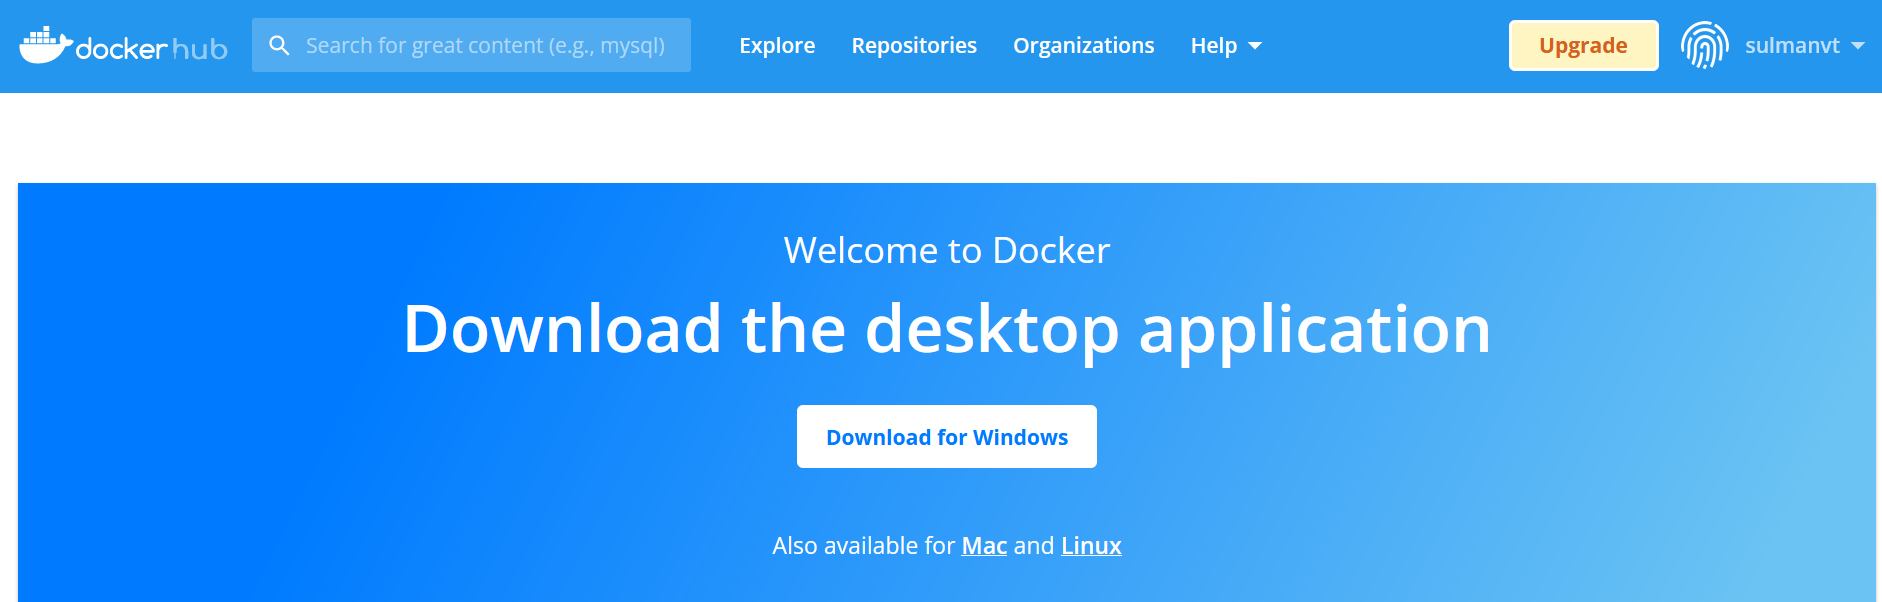 docker hub
Search for great content (e.g., mysql)
Explore
Repositories
Organizations
Help
Upgrade
sulmanvt
Welcome to Docker
Download the desktop application
Download for Windows
Also available for Mac and Linux